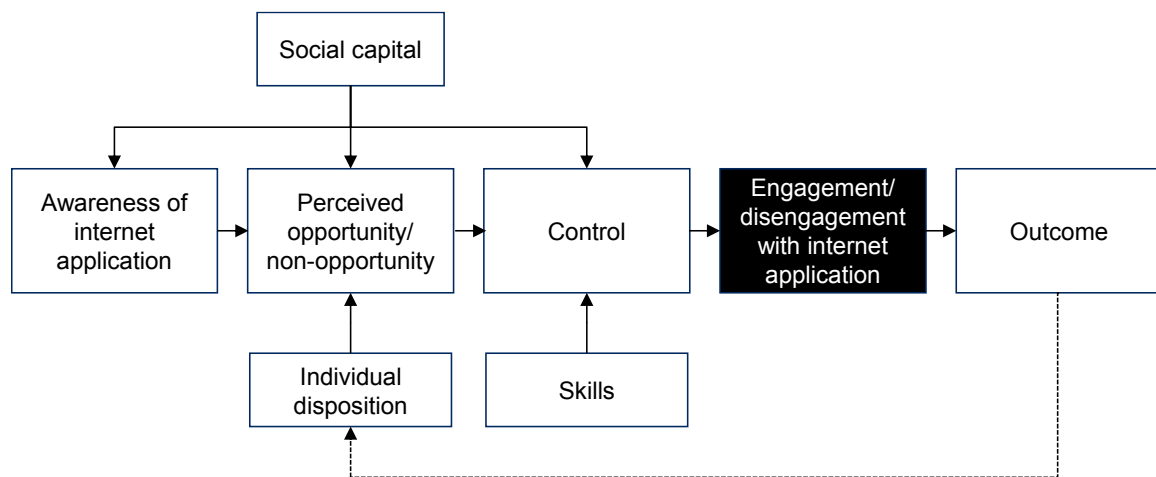 Social capital
Awareness of
internet
application
Perceived
opportunity/
non-opportunity
Control
Engagement/
disengagement
with internet
application
Outcome
Individual
disposition
Skills